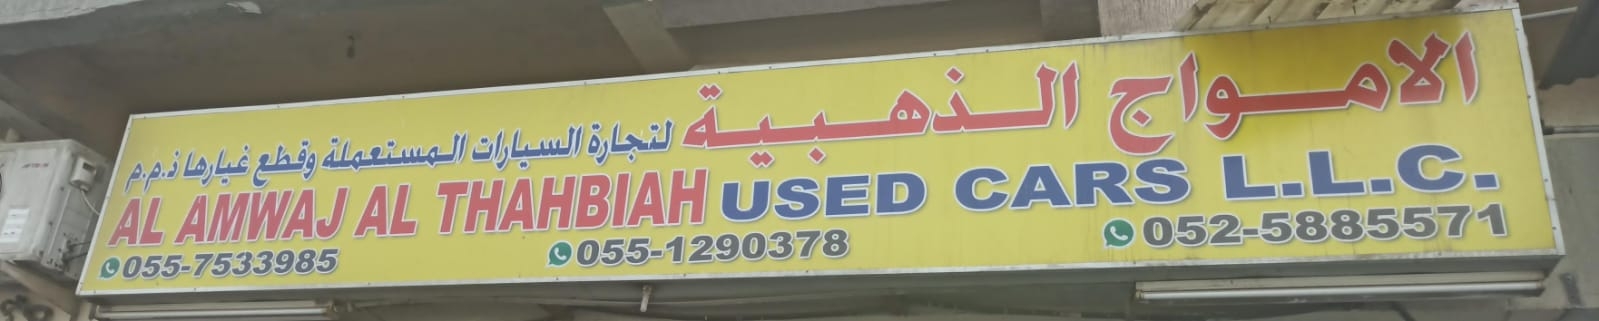 الامواج الذهبية لتجارة السيارات المستعملة وقطع غيارها ذ.م.م
AL AMWAJ AL THAHBIAH USED CARS L.L.C.
055-7533985 055-1290378 052-5885571